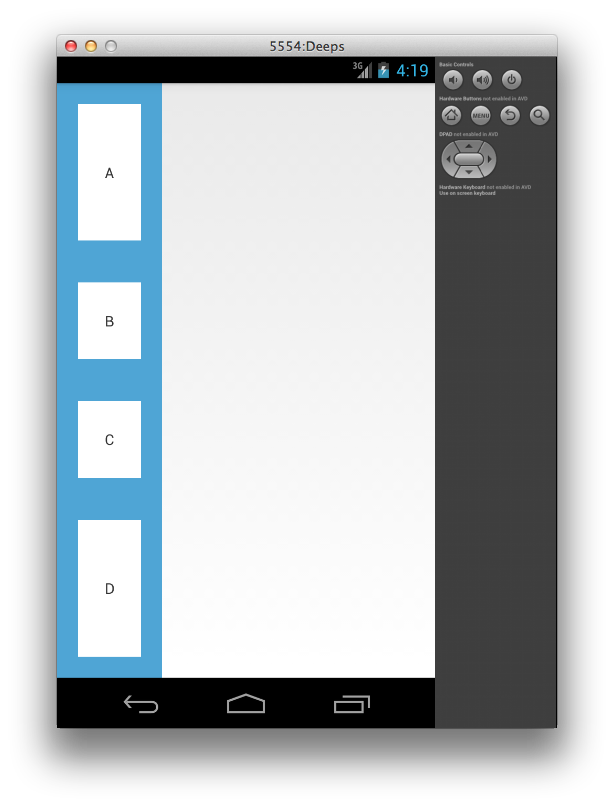 5554:Deeps
3G 4:19
Basic Controls
Hardware Buttons not enabled in AVD
MENU
DPAD not enabled in AVD
Hardware Keyboard not enabled in AVD
Use on screen keyboard
A
B
C
D